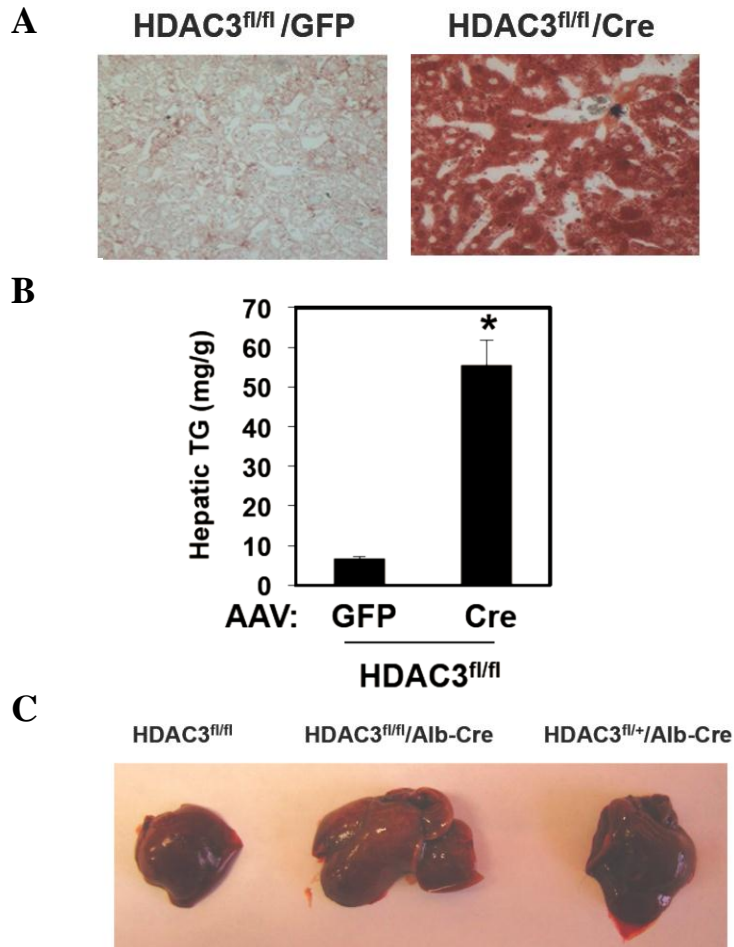 A
HDAC3fl/fl /GFP HDAC3fl/fl/Cre
B
Hepatic TG (mg/g)
70
60
50
40
30
20
10
0
*
AAV: GFP Cre
HDAC3fl/fl
C
HDAC3fl/fl HDAC3fl/fl/Alb-Cre HDAC3fl/+/Alb-Cre